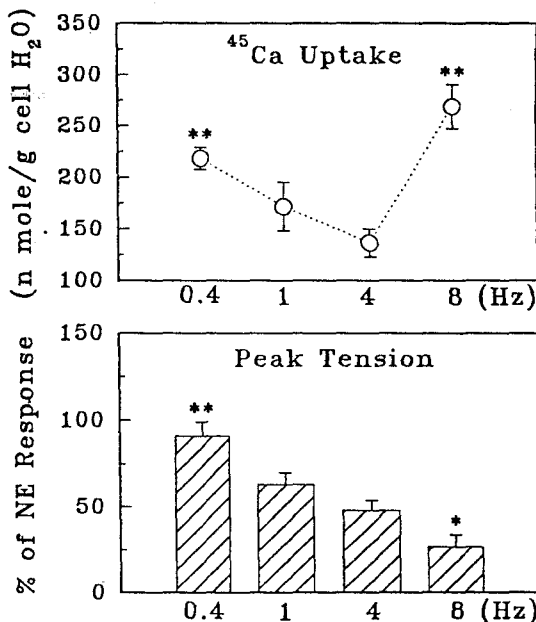 (n mole/g cell H₂O)
350
300
250
200
150
100
⁴⁵Ca Uptake
**
**
0.4 1 4 8 (Hz)
% of NE Response
150
100
50
0
Peak Tension
**
*
0.4 1 4 8 (Hz)